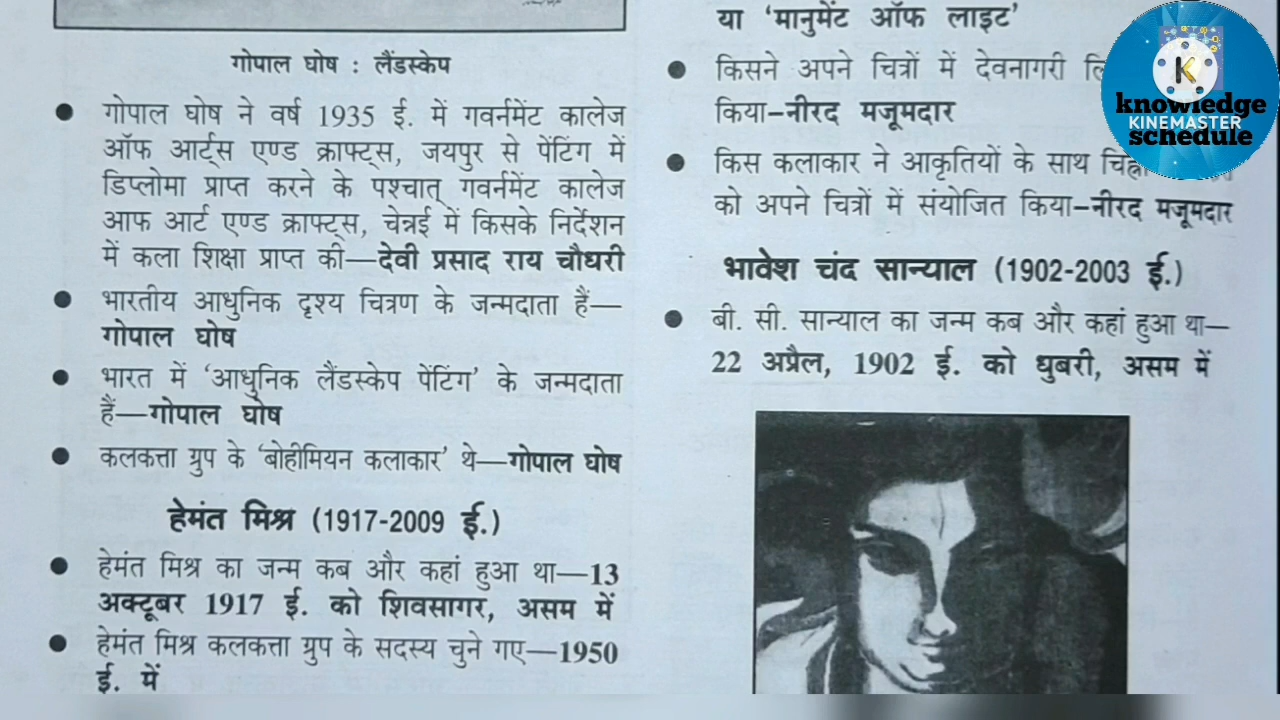 गोपाल घोष : लैंडस्केप
● गोपाल घोष ने वर्ष 1935 ई. में गवर्नमेंट कालेज
ऑफ आर्ट्स एण्ड क्राफ्ट्स, जयपुर से पेंटिंग में
डिप्लोमा प्राप्त करने के पश्चात् गवर्नमेंट कालेज
आफ आर्ट एण्ड क्राफ्ट्स, चेन्नई में किसके निर्देशन
में कला शिक्षा प्राप्त की—देवी प्रसाद राय चौधरी
● भारतीय आधुनिक दृश्य चित्रण के जन्मदाता हैं—
गोपाल घोष
● भारत में ‘आधुनिक लैंडस्केप पेंटिंग’ के जन्मदाता
हैं—गोपाल घोष
● कलकत्ता ग्रुप के ‘बोहीमियन कलाकार’ थे—गोपाल घोष
हेमंत मिश्र (1917-2009 ई.)
● हेमंत मिश्र का जन्म कब और कहां हुआ था—13
अक्टूबर 1917 ई. को शिवसागर, असम में
● हेमंत मिश्र कलकत्ता ग्रुप के सदस्य चुने गए—1950
ई. में
या ‘मानुमेंट ऑफ लाइट’
● किसने अपने चित्रों में देवनागरी
किया–नीरद मजूमदार
● किस कलाकार ने आकृतियों के साथ
को अपने चित्रों में संयोजित किया–नीरद मजूमदार
भावेश चंद सान्याल (1902-2003 ई.)
● बी. सी. सान्याल का जन्म कब और कहां हुआ था—
22 अप्रैल, 1902 ई. को धुबरी, असम में
K
knowledge
KINEMASTER
schedule